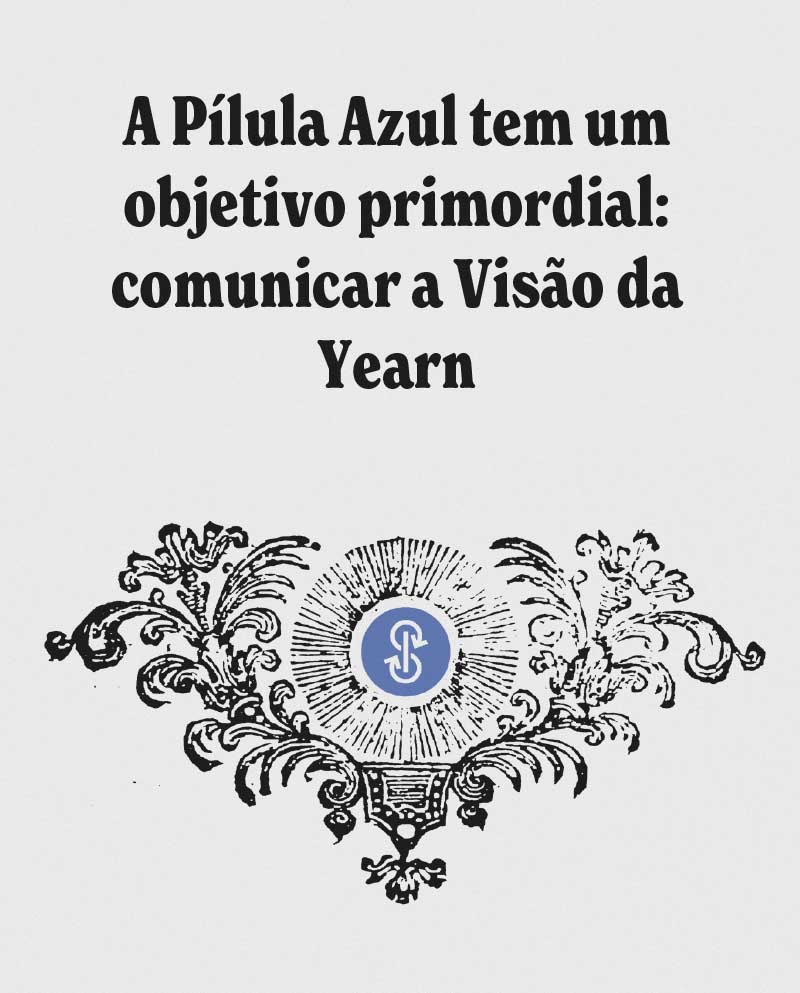 A Pílula Azul tem um
objetivo primordial:
comunicar a Visão da
Yearn